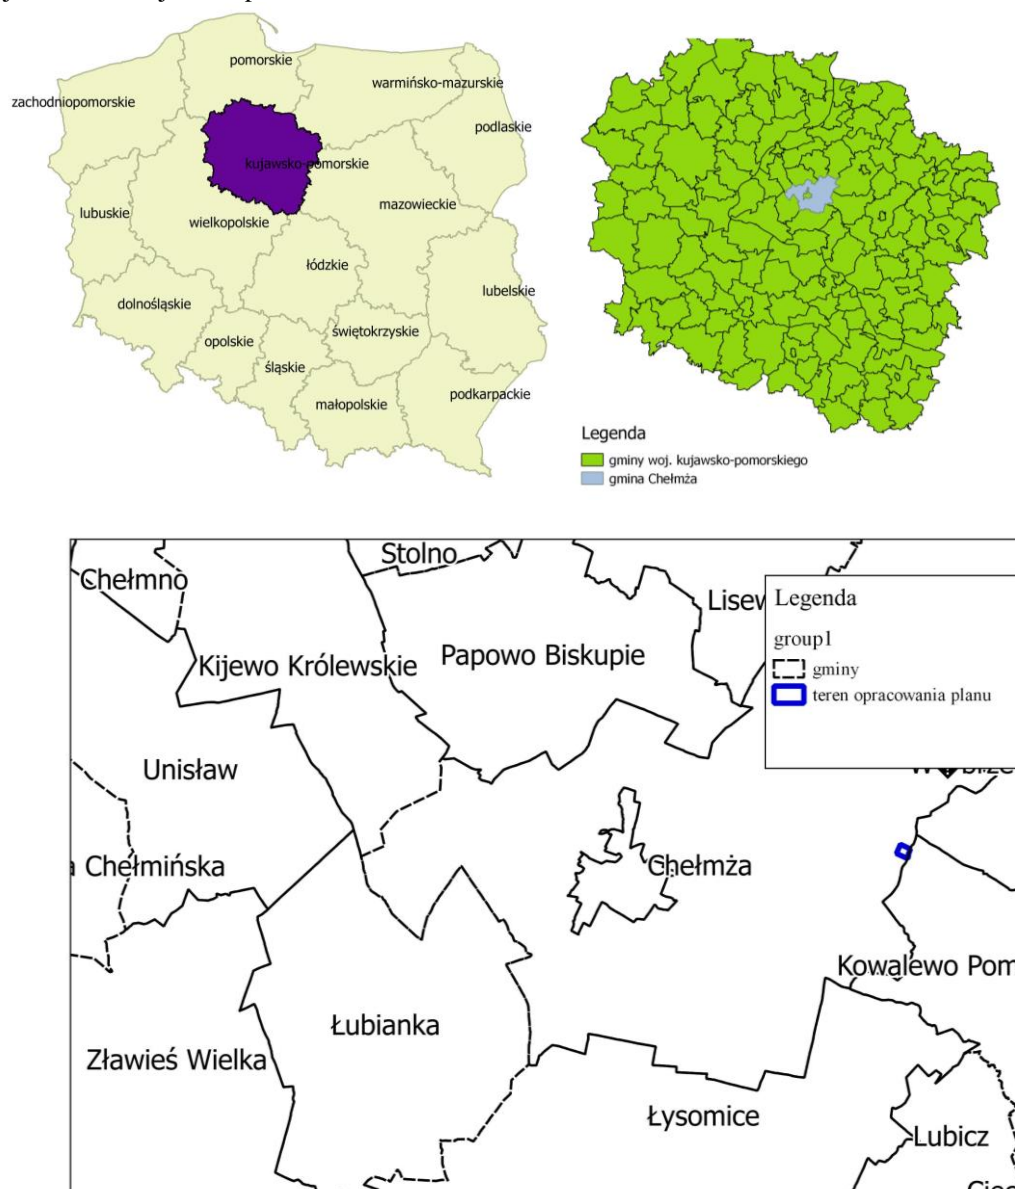 pomorskie
warmińsko-mazurskie
zachodniopomorskie
podlaskie
kujawsko-pomorskie
mazowieckie
lubuskie
wielkopolskie
łódzkie
lubelskie
dolnośląskie
świętokrzyskie
opolskie
śląskie
podkarpackie
małopolskie
Legenda
gminy woj. kujawsko-pomorskiego
gmina Chełmża
Stolno
Chełmno
Lisew
Legenda
group1
gminy
teren opracowania planu
Papowo Biskupie
Kijewo Królewskie
Unisław
Chełmża
a Chełmińska
Kowalewo Pom
Łubianka
Zławieś Wielka
Łysomice
Lubicz